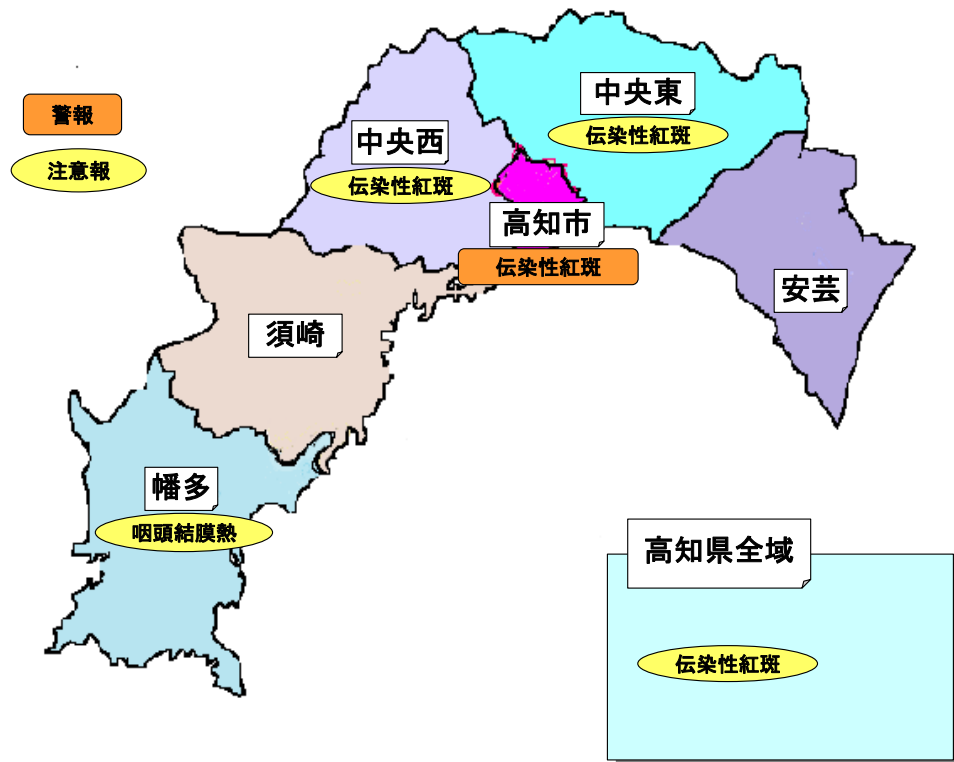 警報
注意報
中央東
伝染性紅斑
中央西
伝染性紅斑
高知市
伝染性紅斑
安芸
須崎
幡多
咽頭結膜熱
高知県全域
伝染性紅斑